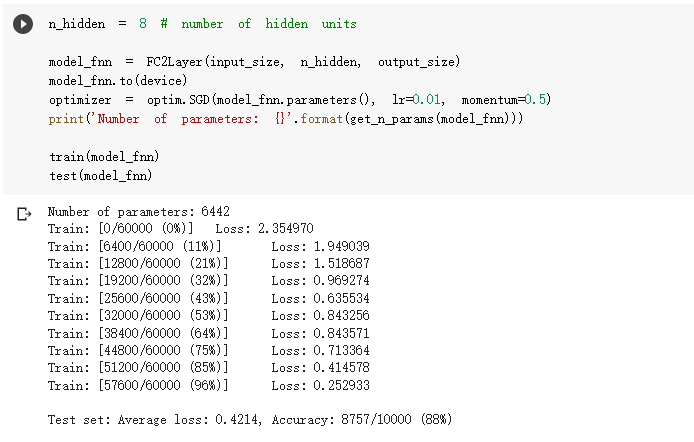 n_hidden = 8 # number of hidden units
model_fnn = FC2Layer(input_size, n_hidden, output_size)
model_fnn.to(device)
optimizer = optim.SGD(model_fnn.parameters(), lr=0.01, momentum=0.5)
print('Number of parameters: {}'.format(get_n_params(model_fnn)))
train(model_fnn)
test(model_fnn)
Number of parameters: 6442
Train: [0/60000 (0%)] Loss: 2.354970
Train: [6400/60000 (11%)] Loss: 1.949039
Train: [12800/60000 (21%)] Loss: 1.518687
Train: [19200/60000 (32%)] Loss: 0.969274
Train: [25600/60000 (43%)] Loss: 0.635534
Train: [32000/60000 (53%)] Loss: 0.843256
Train: [38400/60000 (64%)] Loss: 0.843571
Train: [44800/60000 (75%)] Loss: 0.713364
Train: [51200/60000 (85%)] Loss: 0.414578
Train: [57600/60000 (96%)] Loss: 0.252933
Test set: Average loss: 0.4214, Accuracy: 8757/10000 (88%)